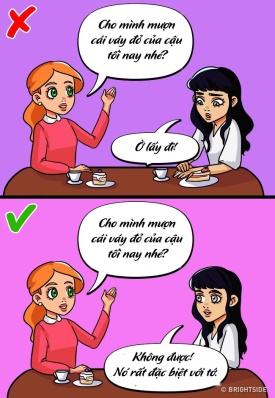 Cho mình mượn
cái váy đỏ của cậu
tối nay nhé?
Ở lấy đi!
Cho mình mượn
cái váy đỏ của cậu
tối nay nhé?
Không được!
Nó rất đặc biệt với tớ.
© BRIGHTSIDE